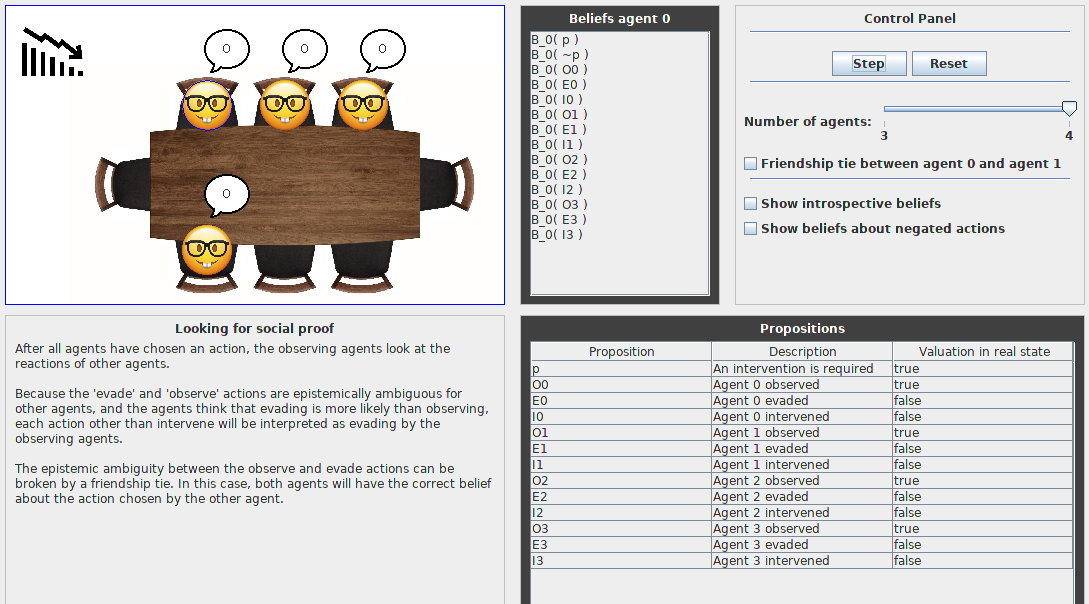 O O O
O
Beliefs agent 0
B_0( p )
B_0( ~p )
B_0( O0 )
B_0( E0 )
B_0( I0 )
B_0( O1 )
B_0( E1 )
B_0( I1 )
B_0( O2 )
B_0( E2 )
B_0( I2 )
B_0( O3 )
B_0( E3 )
B_0( I3 )
Control Panel
Step Reset
Number of agents:
3 4
Friendship tie between agent 0 and agent 1
Show introspective beliefs
Show beliefs about negated actions
Looking for social proof
After all agents have chosen an action, the observing agents look at the
reactions of other agents.
Because the 'evade' and 'observe' actions are epistemically ambiguous for
other agents, and the agents think that evading is more likely than observing,
each action other than intervene will be interpreted as evading by the
observing agents.
The epistemic ambiguity between the observe and evade actions can be
broken by a friendship tie. In this case, both agents will have the correct belief
about the action chosen by the other agent.
Propositions
Proposition Description Valuation in real state
p An intervention is required true
O0 Agent 0 observed true
E0 Agent 0 evaded false
I0 Agent 0 intervened false
O1 Agent 1 observed true
E1 Agent 1 evaded false
I1 Agent 1 intervened false
O2 Agent 2 observed true
E2 Agent 2 evaded false
I2 Agent 2 intervened false
O3 Agent 3 observed true
E3 Agent 3 evaded false
I3 Agent 3 intervened false